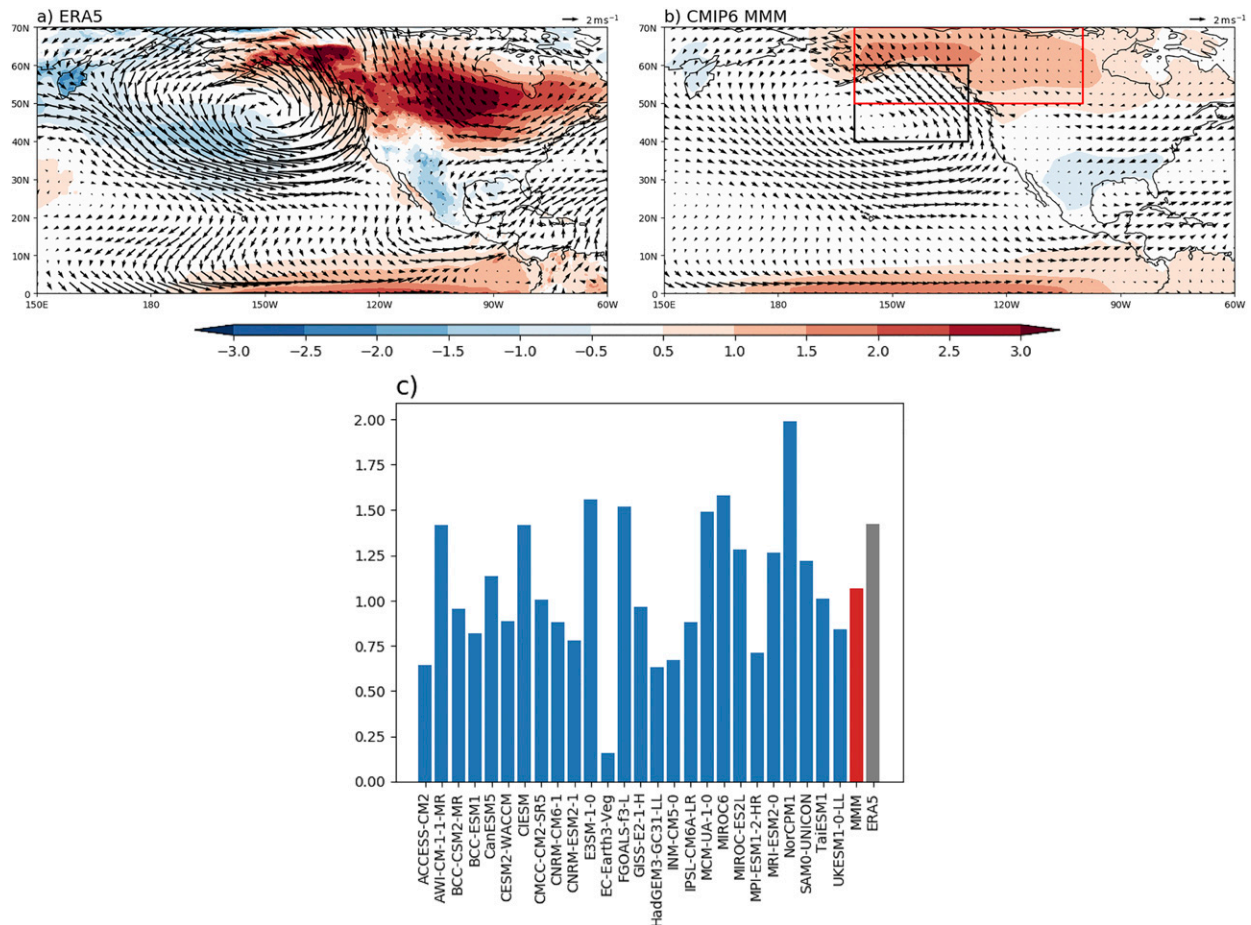 a) ERA5
2 ms⁻¹
b) CMIP6 MMM
2 ms⁻¹
70N
60N
50N
40N
30N
20N
10N
0
150E 180 150W 120W 90W 60W
70N
60N
50N
40N
30N
20N
10N
0
150E 180 150W 120W 90W 60W
−3.0 −2.5 −2.0 −1.5 −1.0 −0.5 0.5 1.0 1.5 2.0 2.5 3.0
c)
2.00
1.75
1.50
1.25
1.00
0.75
0.50
0.25
0.00
ACCESS-CM2
AWI-CM-1-1-MR
BCC-CSM2-MR
BCC-ESM1
CanESM5
CESM2-WACCM
CIESM
CMCC-CM2-SR5
CNRM-CM6-1
CNRM-ESM2-1
E3SM-1-0
EC-Earth3-Veg
FGOALS-f3-L
GISS-E2-1-H
HadGEM3-GC31-LL
INM-CM5-0
IPSL-CM6A-LR
MCM-UA-1-0
MIROC6
MIROC-ES2L
MPI-ESM1-2-HR
MRI-ESM2-0
NorCPM1
SAM0-UNICON
TaiESM1
UKESM1-0-LL
MMM
ERA5